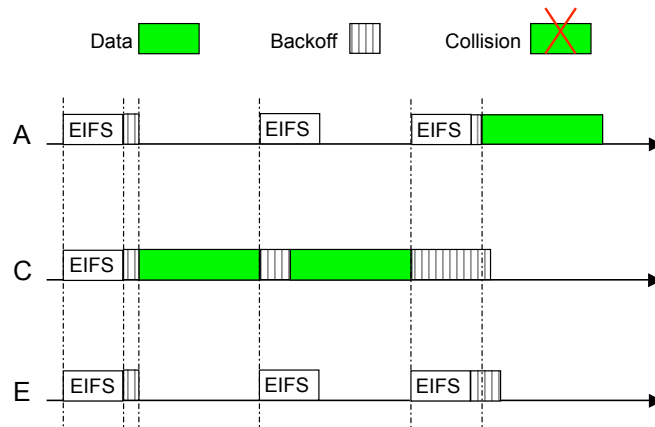 Data Backoff Collision
A EIFS EIFS EIFS
C EIFS
E EIFS EIFS EIFS